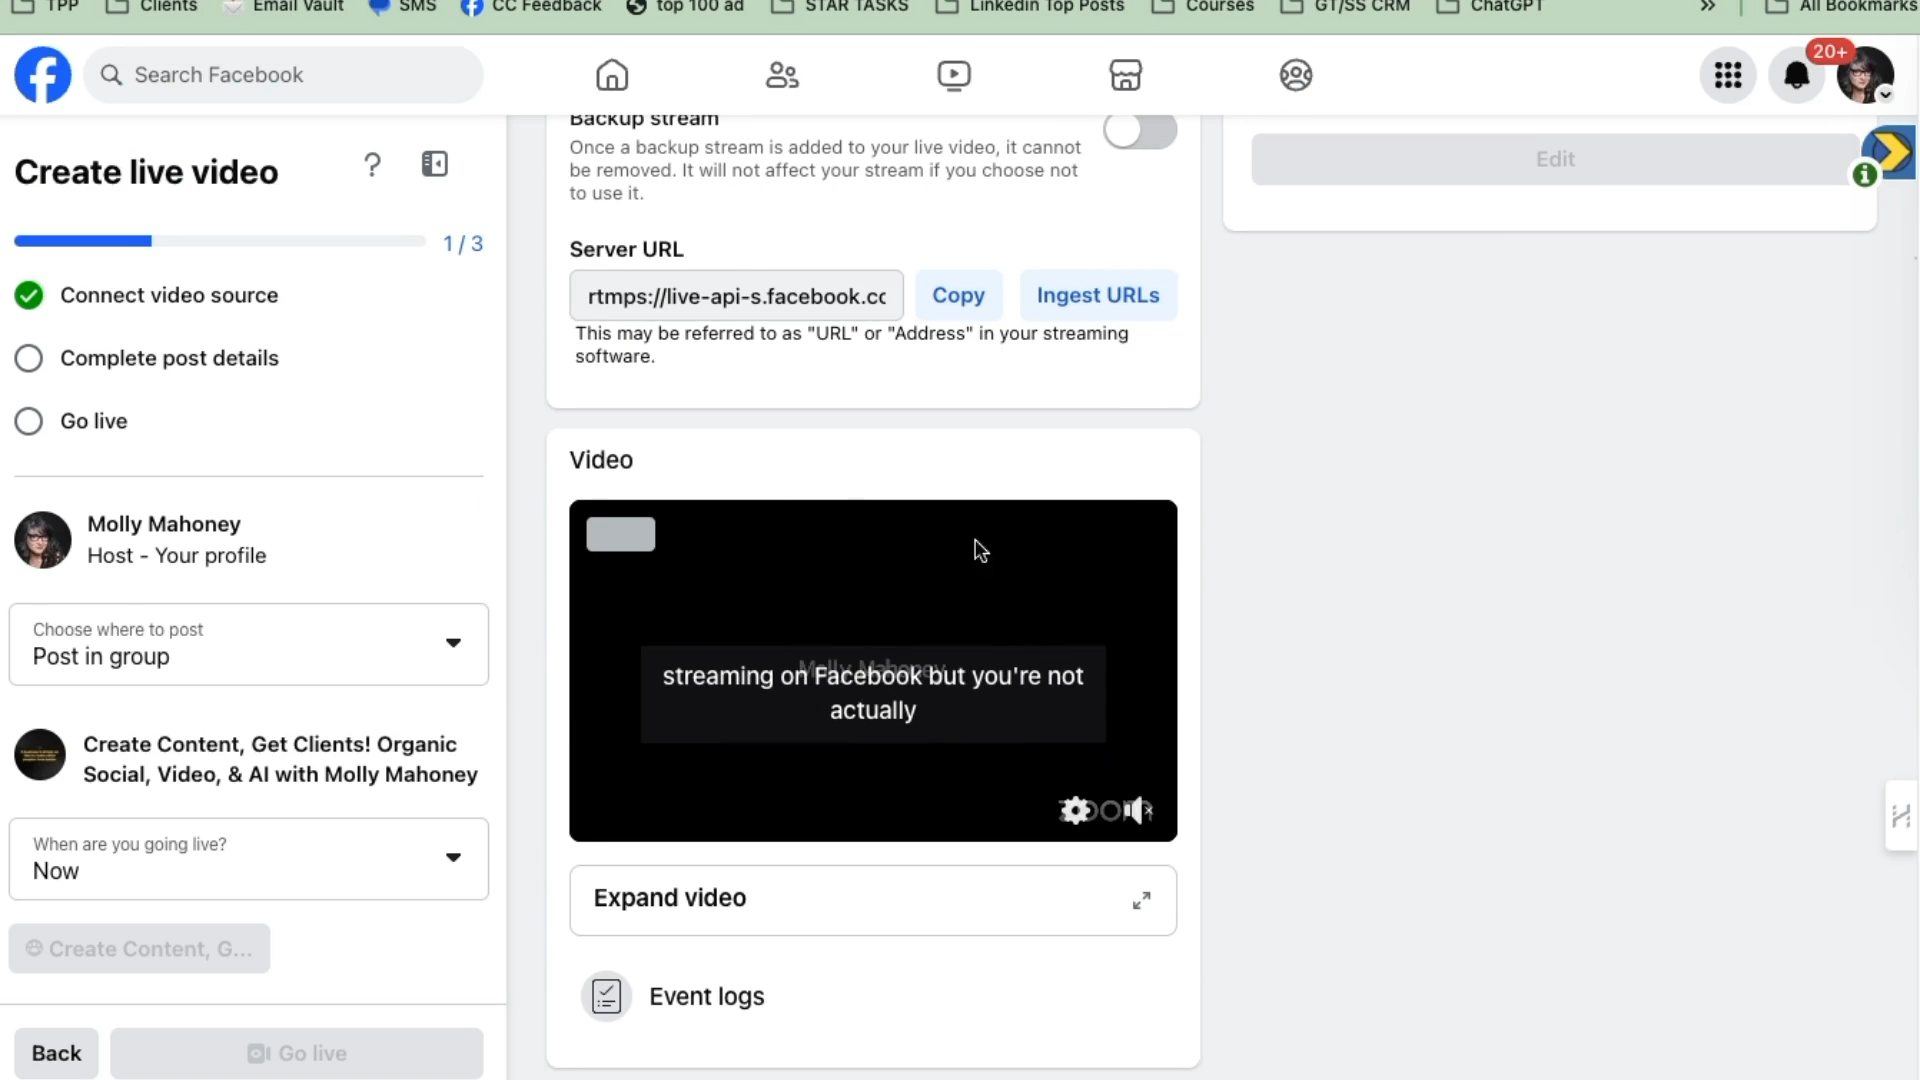 TPP
Clients
Email Vault
SMS
CC Feedback
top 100 ad
STAR TASKS
Linkedin Top Posts
Courses
GT/SS CRM
ChatGPT
»
All Bookmarks
Search Facebook
20+
Create live video
?
1 / 3
Connect video source
Complete post details
Go live
Molly Mahoney
Host - Your profile
Choose where to post
Post in group
Create Content, Get Clients! Organic
Social, Video, & AI with Molly Mahoney
When are you going live?
Now
Create Content, G...
Back
Go live
Backup stream
Once a backup stream is added to your live video, it cannot
be removed. It will not affect your stream if you choose not
to use it.
Server URL
rtmps://live-api-s.facebook.cc
Copy
Ingest URLs
This may be referred to as "URL" or "Address" in your streaming
software.
Video
Molly Mahoney
streaming on Facebook but you're not
actually
zoom
Expand video
Event logs
Edit